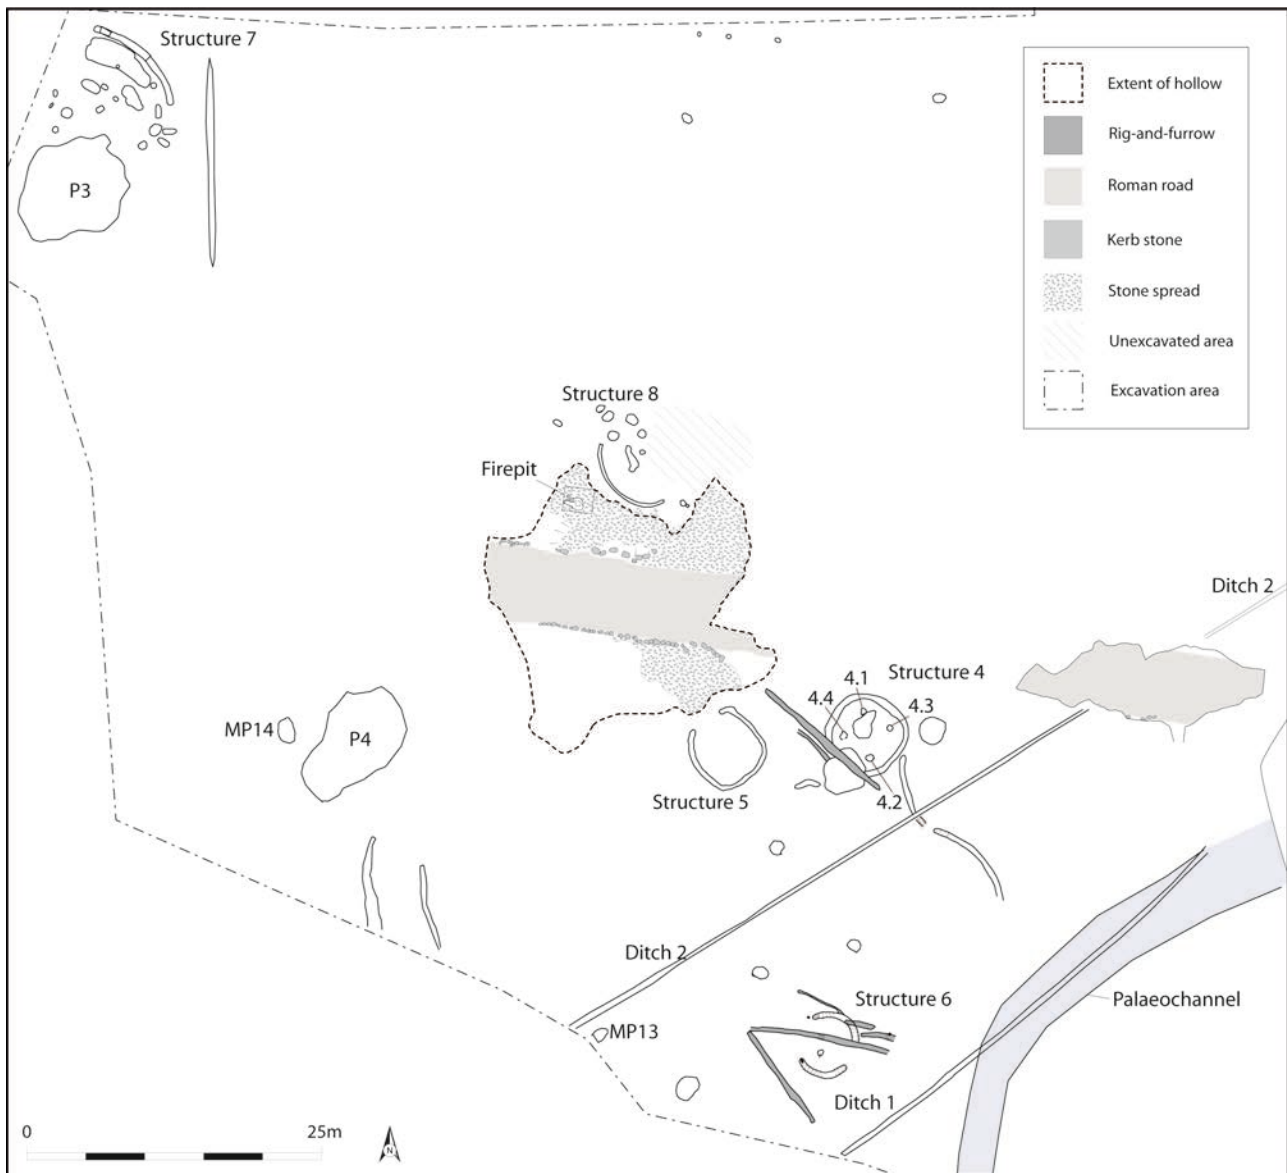 Structure 7
P3
Extent of hollow
Rig-and-furrow
Roman road
Kerb stone
Stone spread
Unexcavated area
Excavation area
Structure 8
Firepit
Ditch 2
Structure 4
4.1
4.4
4.3
MP14
P4
Structure 5
4.2
Ditch 2
Structure 6
Palaeochannel
MP13
Ditch 1
0
25m
N